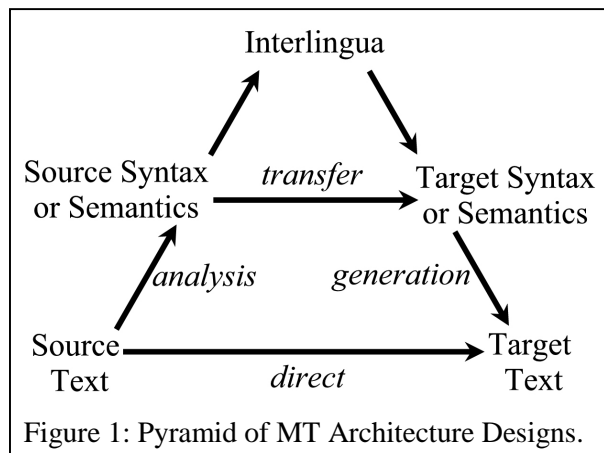 Interlingua
Source Syntax
or Semantics
transfer
Target Syntax
or Semantics
analysis
generation
Source
Text
direct
Target
Text
Figure 1: Pyramid of MT Architecture Designs.